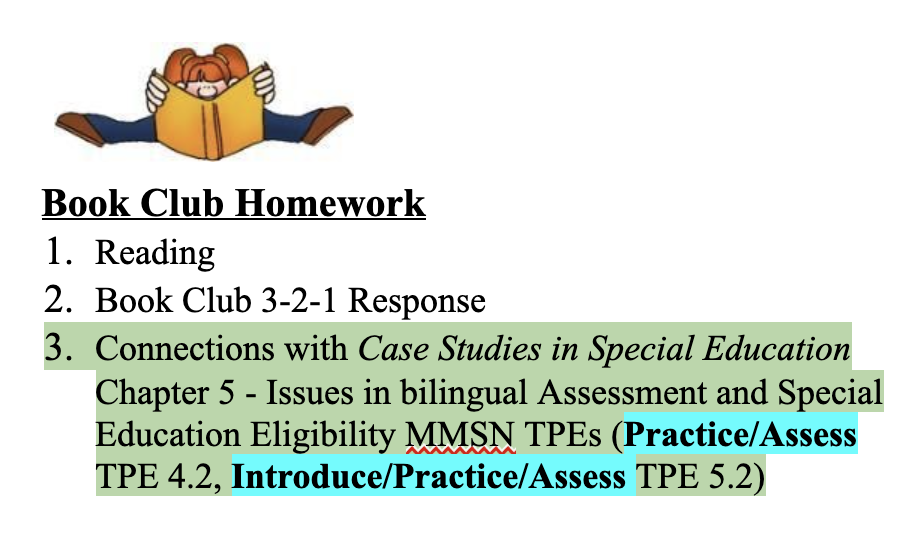 Book Club Homework
1. Reading
2. Book Club 3-2-1 Response
3. Connections with Case Studies in Special Education
Chapter 5 - Issues in bilingual Assessment and Special
Education Eligibility MMSN TPEs (Practice/Assess
TPE 4.2, Introduce/Practice/Assess TPE 5.2)